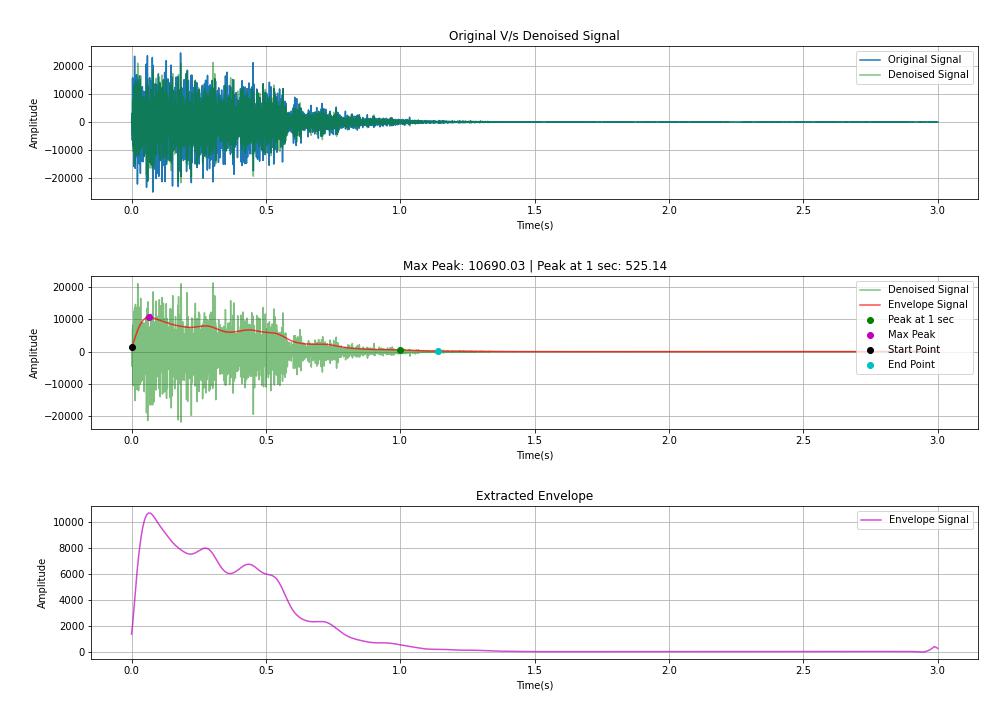 Original V/s Denoised Signal
Amplitude
20000
10000
0
−10000
−20000
Original Signal
Denoised Signal
0.0 0.5 1.0 1.5 2.0 2.5 3.0
Time(s)
Max Peak: 10690.03 | Peak at 1 sec: 525.14
Amplitude
20000
10000
0
−10000
−20000
Denoised Signal
Envelope Signal
Peak at 1 sec
Max Peak
Start Point
End Point
0.0 0.5 1.0 1.5 2.0 2.5 3.0
Time(s)
Extracted Envelope
Amplitude
10000
8000
6000
4000
2000
0
Envelope Signal
0.0 0.5 1.0 1.5 2.0 2.5 3.0
Time(s)